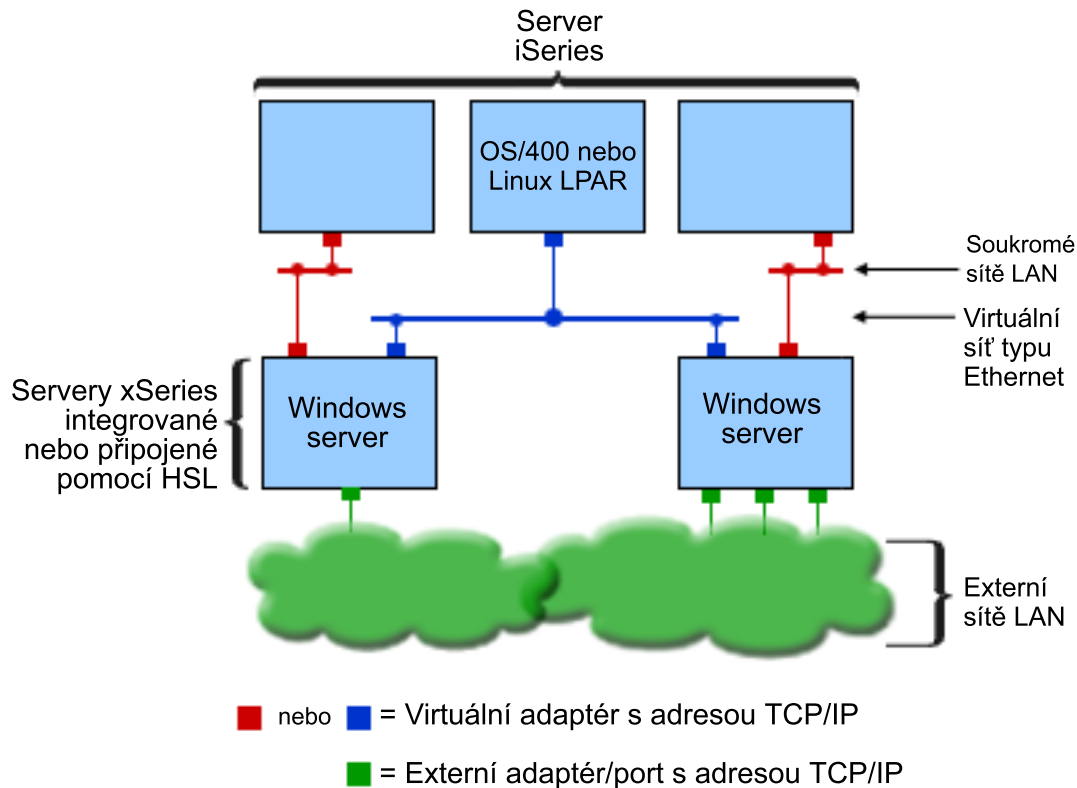 Server
iSeries
OS/400 nebo
Linux LPAR
Soukromé
sítě LAN
Virtuální
síť typu
Ethernet
Servery xSeries
integrované
nebo připojené
pomocí HSL
Windows
server
Windows
server
Externí
sítě LAN
nebo = Virtuální adaptér s adresou TCP/IP
= Externí adaptér/port s adresou TCP/IP